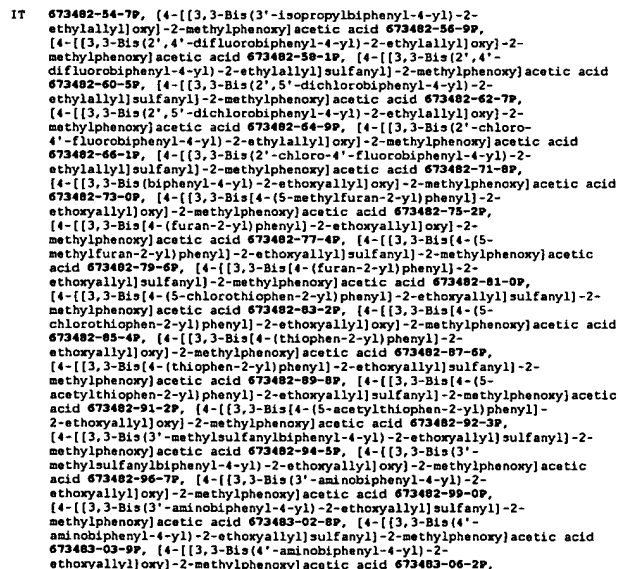 IT 673482-54-7P, [4-[[3,3-Bis(3'-isopropylbiphenyl-4-yl)-2-
ethylallyl]oxy]-2-methylphenoxy]acetic acid 673482-56-9P,
[4-[[3,3-Bis(2',4'-difluorobiphenyl-4-yl)-2-ethylallyl]oxy]-2-
methylphenoxy]acetic acid 673482-58-1P, [4-[[3,3-Bis(2',4'-
difluorobiphenyl-4-yl)-2-ethylallyl]sulfanyl]-2-methylphenoxy]acetic acid
673482-60-5P, [4-[[3,3-Bis(2',5'-dichlorobiphenyl-4-yl)-2-
ethylallyl]sulfanyl]-2-methylphenoxy]acetic acid 673482-62-7P,
[4-[[3,3-Bis(2',5'-dichlorobiphenyl-4-yl)-2-ethylallyl]oxy]-2-
methylphenoxy]acetic acid 673482-64-9P, [4-[[3,3-Bis(2'-chloro-
4'-fluorobiphenyl-4-yl)-2-ethylallyl]oxy]-2-methylphenoxy]acetic acid
673482-66-1P, [4-[[3,3-Bis(2'-chloro-4'-fluorobiphenyl-4-yl)-2-
ethylallyl]sulfanyl]-2-methylphenoxy]acetic acid 673482-71-8P,
[4-[[3,3-Bis(biphenyl-4-yl)-2-ethoxyallyl]oxy]-2-methylphenoxy]acetic acid
673482-73-0P, [4-[[3,3-Bis[4-(5-methylfuran-2-yl)phenyl]-2-
ethoxyallyl]oxy]-2-methylphenoxy]acetic acid 673482-75-2P,
[4-[[3,3-Bis[4-(furan-2-yl)phenyl]-2-ethoxyallyl]oxy]-2-
methylphenoxy]acetic acid 673482-77-4P, [4-[[3,3-Bis[4-(5-
methylfuran-2-yl)phenyl]-2-ethoxyallyl]sulfanyl]-2-methylphenoxy]acetic
acid 673482-79-6P, [4-[[3,3-Bis[4-(furan-2-yl)phenyl]-2-
ethoxyallyl]sulfanyl]-2-methylphenoxy]acetic acid 673482-81-0P,
[4-[[3,3-Bis[4-(5-chlorothiophen-2-yl)phenyl]-2-ethoxyallyl]sulfanyl]-2-
methylphenoxy]acetic acid 673482-83-2P, [4-[[3,3-Bis[4-(5-
chlorothiophen-2-yl)phenyl]-2-ethoxyallyl]oxy]-2-methylphenoxy]acetic acid
673482-85-4P, [4-[[3,3-Bis[4-(thiophen-2-yl)phenyl]-2-
ethoxyallyl]oxy]-2-methylphenoxy]acetic acid 673482-87-6P,
[4-[[3,3-Bis[4-(thiophen-2-yl)phenyl]-2-ethoxyallyl]sulfanyl]-2-
methylphenoxy]acetic acid 673482-89-8P, [4-[[3,3-Bis[4-(5-
acetylthiophen-2-yl)phenyl]-2-ethoxyallyl]sulfanyl]-2-methylphenoxy]acetic
acid 673482-91-2P, [4-[[3,3-Bis[4-(5-acetylthiophen-2-yl)phenyl]-
2-ethoxyallyl]oxy]-2-methylphenoxy]acetic acid 673482-92-3P,
[4-[[3,3-Bis(3'-methylsulfanylbiphenyl-4-yl)-2-ethoxyallyl]sulfanyl]-2-
methylphenoxy]acetic acid 673482-94-5P, [4-[[3,3-Bis(3'-
methylsulfanylbiphenyl-4-yl)-2-ethoxyallyl]oxy]-2-methylphenoxy]acetic
acid 673482-96-7P, [4-[[3,3-Bis(3'-aminobiphenyl-4-yl)-2-
ethoxyallyl]oxy]-2-methylphenoxy]acetic acid 673482-99-0P,
[4-[[3,3-Bis(3'-aminobiphenyl-4-yl)-2-ethoxyallyl]sulfanyl]-2-
methylphenoxy]acetic acid 673483-02-8P, [4-[[3,3-Bis(4'-
aminobiphenyl-4-yl)-2-ethoxyallyl]sulfanyl]-2-methylphenoxy]acetic acid
673483-03-9P, [4-[[3,3-Bis(4'-aminobiphenyl-4-yl)-2-
ethoxyallyl]oxy]-2-methylphenoxy]acetic acid 673483-06-2P,